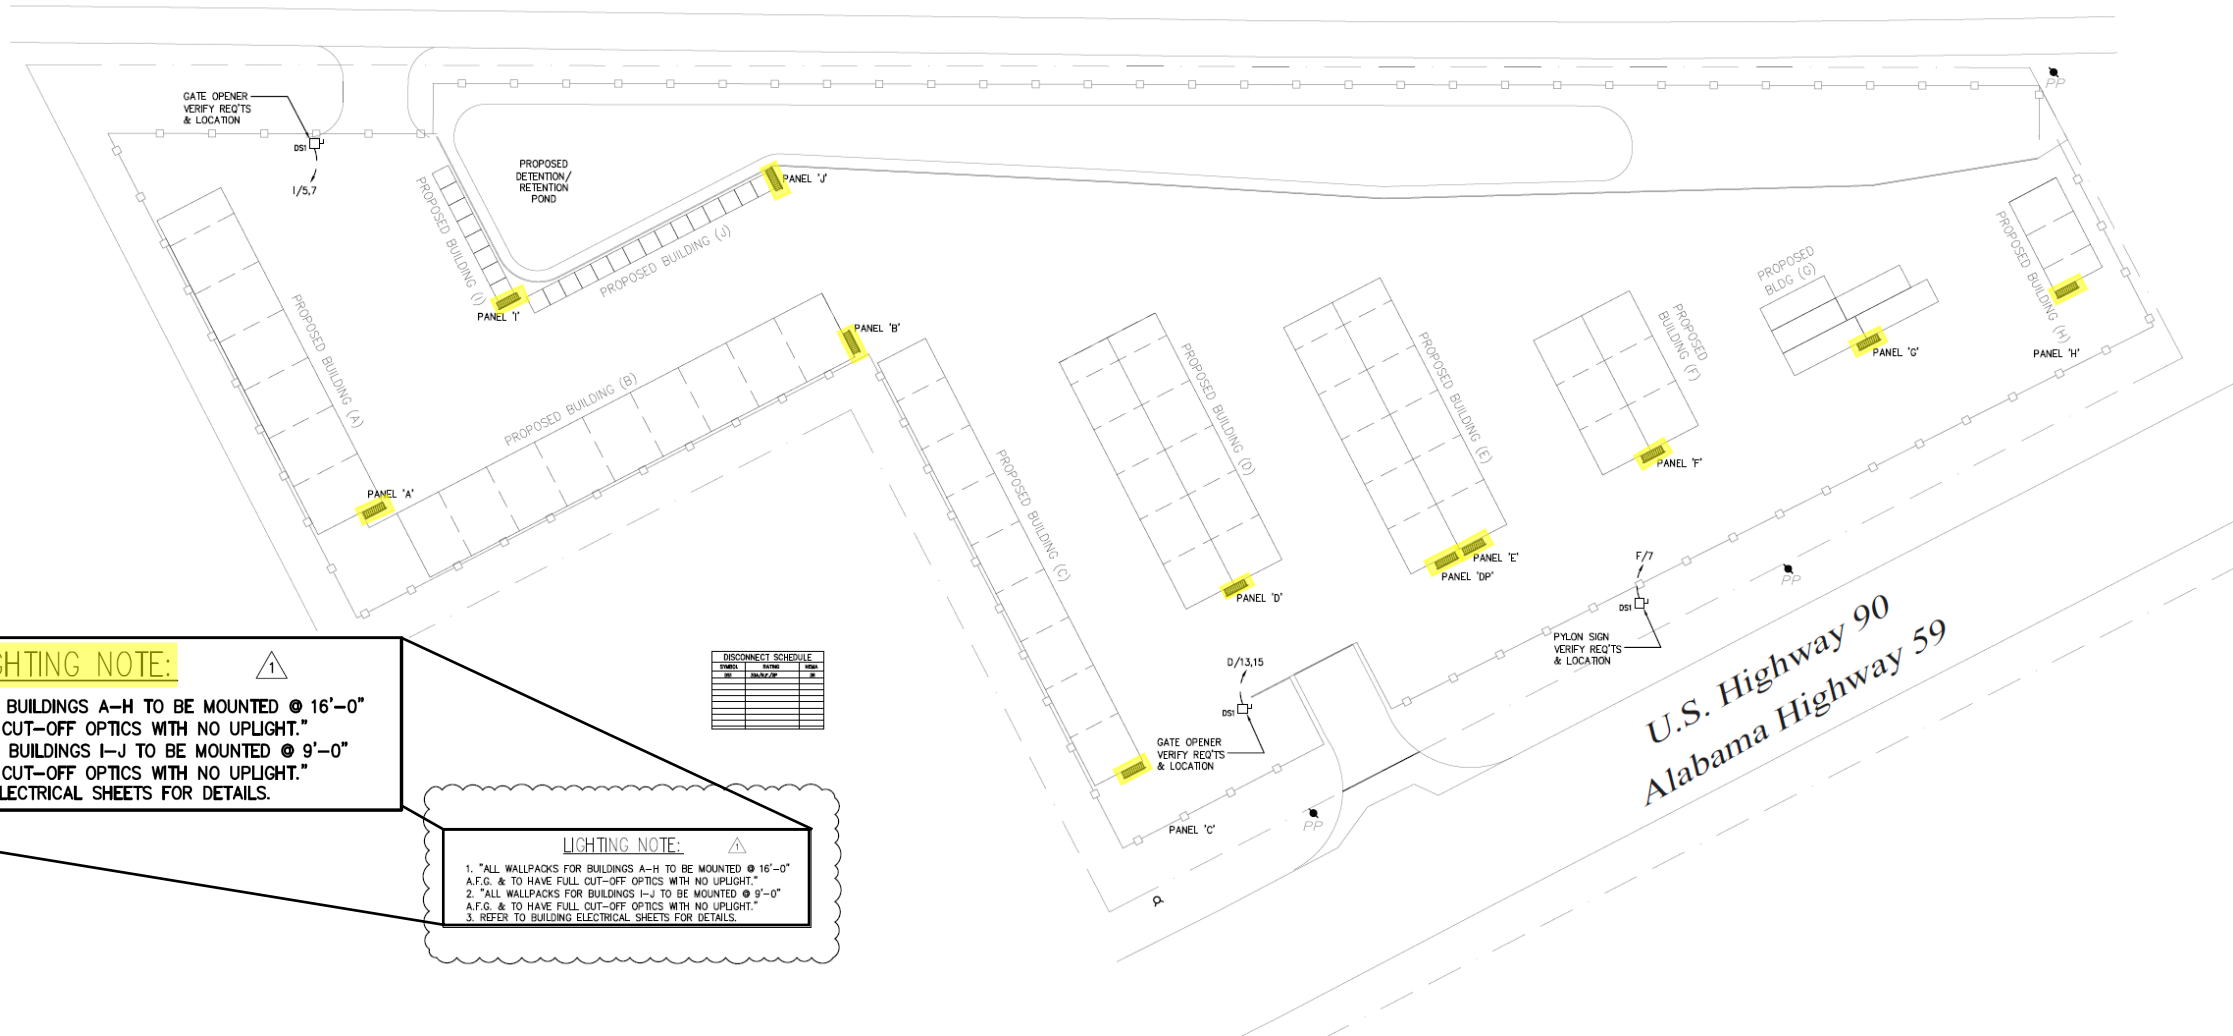 GATE OPENER
VERIFY REQ'TS
& LOCATION
DS1
I/5,7
PROPOSED
DETENTION/
RETENTION
POND
PANEL 'J'
PROPOSED BUILDING (J)
PROPOSED BUILDING (I)
PANEL 'I'
PROPOSED BUILDING (A)
PANEL 'A'
PROPOSED BUILDING (B)
PANEL 'B'
PROPOSED BUILDING (C)
PANEL 'C'
PROPOSED BUILDING (D)
PANEL 'D'
PROPOSED BUILDING (E)
PANEL 'E'
PANEL 'DP'
PROPOSED
BUILDING (F)
PANEL 'F'
PROPOSED
BLDG (G)
PANEL 'G'
PROPOSED BUILDING (H)
PANEL 'H'
PP
D/13,15
DS1
GATE OPENER
VERIFY REQ'TS
& LOCATION
F/7
DS1
PYLON SIGN
VERIFY REQ'TS
& LOCATION
PP
PP
U.S. Highway 90
Alabama Highway 59
DISCONNECT SCHEDULE
SYMBOL RATING NEMA
DS1
GHTING NOTE: 1
BUILDINGS A-H TO BE MOUNTED @ 16'-0"
CUT-OFF OPTICS WITH NO UPLIGHT."
BUILDINGS I-J TO BE MOUNTED @ 9'-0"
CUT-OFF OPTICS WITH NO UPLIGHT."
LECTRICAL SHEETS FOR DETAILS.
LIGHTING NOTE: 1
1. "ALL WALLPACKS FOR BUILDINGS A-H TO BE MOUNTED @ 16'-0"
A.F.G. & TO HAVE FULL CUT-OFF OPTICS WITH NO UPLIGHT."
2. "ALL WALLPACKS FOR BUILDINGS I-J TO BE MOUNTED @ 9'-0"
A.F.G. & TO HAVE FULL CUT-OFF OPTICS WITH NO UPLIGHT."
3. REFER TO BUILDING ELECTRICAL SHEETS FOR DETAILS.